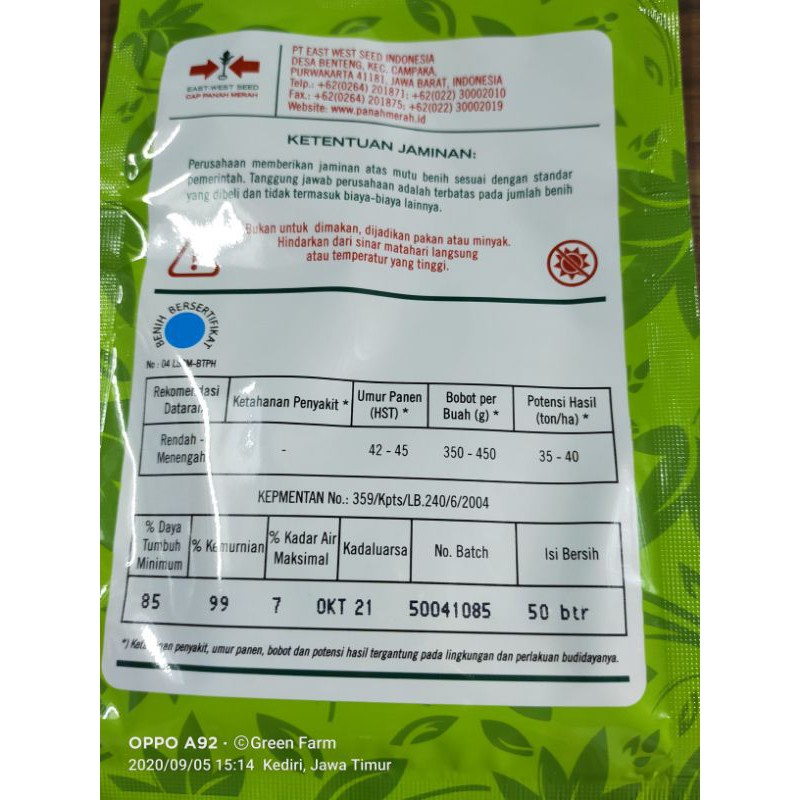 EAST-WEST SEED
CAP PANAH MERAH
PT EAST WEST SEED INDONESIA
DESA BENTENG, KEC. CAMPAKA,
PURWAKARTA 41181, JAWA BARAT, INDONESIA
Telp.: +62(0264) 201871; +62(022) 30002010
Fax.: +62(0264) 201875; +62(022) 30002019
Website: www.panahmerah.id
KETENTUAN JAMINAN:
Perusahaan memberikan jaminan atas mutu benih sesuai dengan standar
pemerintah. Tanggung jawab perusahaan adalah terbatas pada jumlah benih
yang dibeli dan tidak termasuk biaya-biaya lainnya.
Bukan untuk dimakan, dijadikan pakan atau minyak.
Hindarkan dari sinar matahari langsung
atau temperatur yang tinggi.
BENIH BERSERTIFIKAT
No : 04 LSSM-BTPH
Rekomendasi Dataran Ketahanan Penyakit * Umur Panen (HST) * Bobot per Buah (g) * Potensi Hasil (ton/ha) *
Rendah - Menengah - 42 - 45 350 - 450 35 - 40
KEPMENTAN No.: 359/Kpts/LB.240/6/2004
% Daya Tumbuh Minimum % Kemurnian % Kadar Air Maksimal Kadaluarsa No. Batch Isi Bersih
85 99 7 OKT 21 50041085 50 btr
*) Ketahanan penyakit, umur panen, bobot dan potensi hasil tergantung pada lingkungan dan perlakuan budidayanya.
OPPO A92 · ©Green Farm
2020/09/05 15:14 Kediri, Jawa Timur